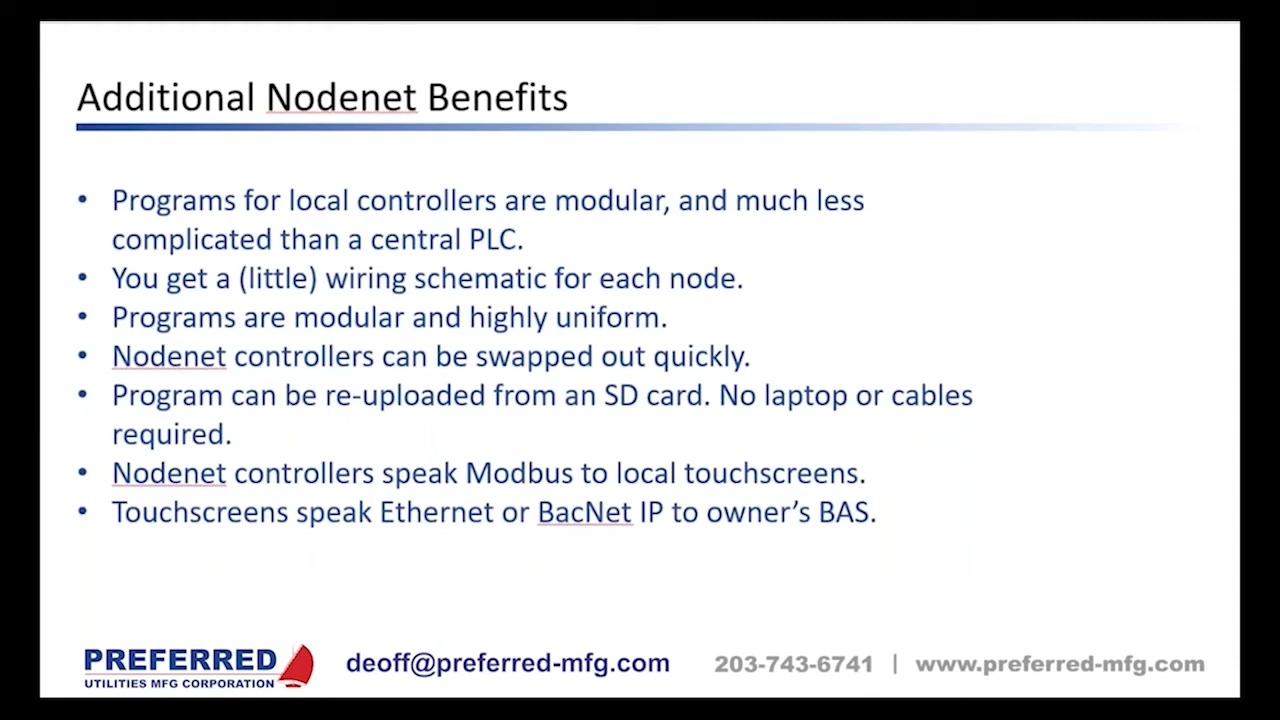 Additional Nodenet Benefits
• Programs for local controllers are modular, and much less
complicated than a central PLC.
• You get a (little) wiring schematic for each node.
• Programs are modular and highly uniform.
• Nodenet controllers can be swapped out quickly.
• Program can be re-uploaded from an SD card. No laptop or cables
required.
• Nodenet controllers speak Modbus to local touchscreens.
• Touchscreens speak Ethernet or BacNet IP to owner’s BAS.
PREFERRED
UTILITIES MFG CORPORATION
deoff@preferred-mfg.com
203-743-6741 | www.preferred-mfg.com